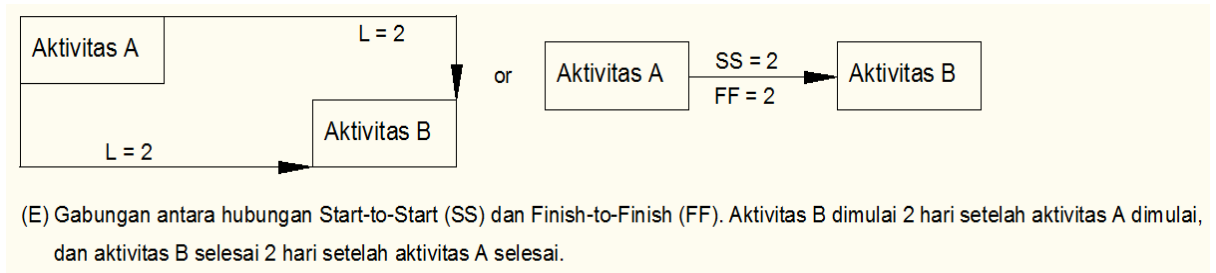 Aktivitas A
L = 2
Aktivitas B
L = 2
or
Aktivitas A
SS = 2
FF = 2
Aktivitas B
(E) Gabungan antara hubungan Start-to-Start (SS) dan Finish-to-Finish (FF). Aktivitas B dimulai 2 hari setelah aktivitas A dimulai,
dan aktivitas B selesai 2 hari setelah aktivitas A selesai.